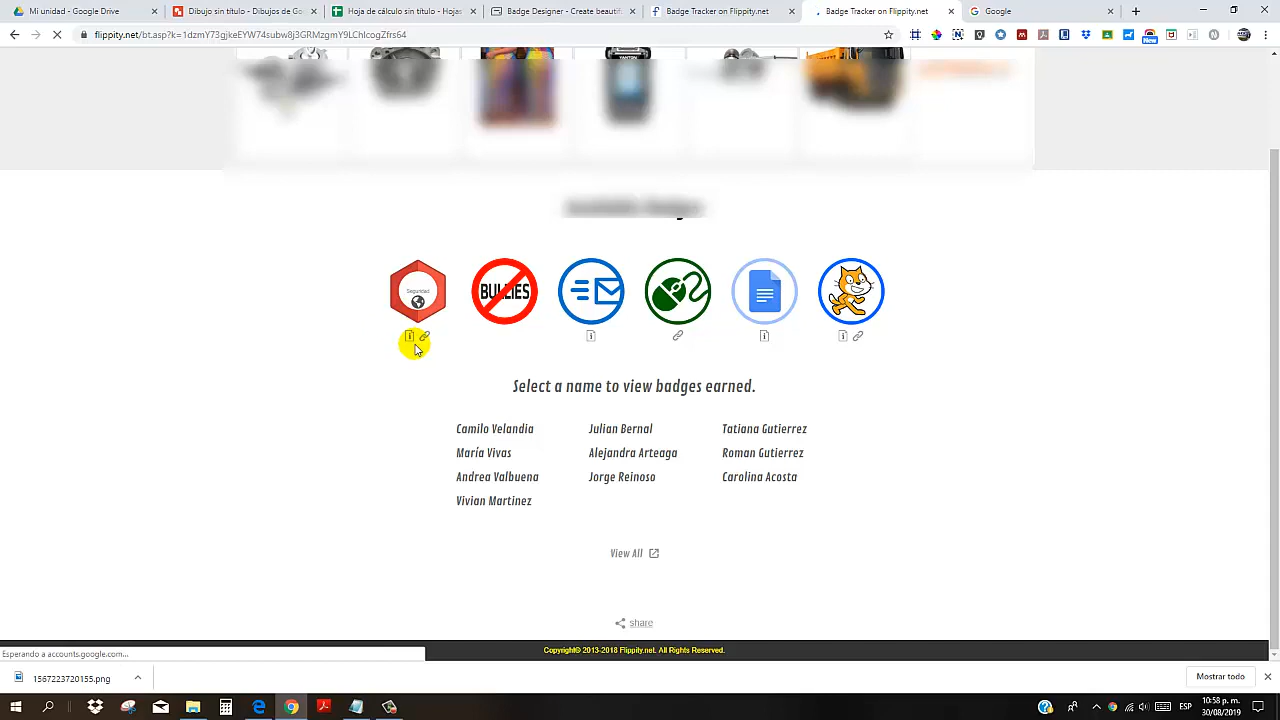 Mi unidad - Google Drive
Dibujo sin título - Dibujos de Go
Hoja de cálculo sin título - Hojas
Badge Designer - Create beautif
Badge Tracker on Flippity.net
Badge Tracker on Flippity.net
Google
flippity.net/bt.asp?k=1dzmY73gjkeEYW74subw8j3GRMzgmY9LChlcogZfrs64
New
Seguridad
BULLIES
Select a name to view badges earned.
Camilo Velandia
Julian Bernal
Tatiana Gutierrez
María Vivas
Alejandra Arteaga
Roman Gutierrez
Andrea Valbuena
Jorge Reinoso
Carolina Acosta
Vivian Martinez
View All
share
Copyright© 2013-2018 Flippity.net. All Rights Reserved.
Esperando a accounts.google.com...
1567223720155.png
Mostrar todo
ESP
10:58 p. m.
30/08/2019